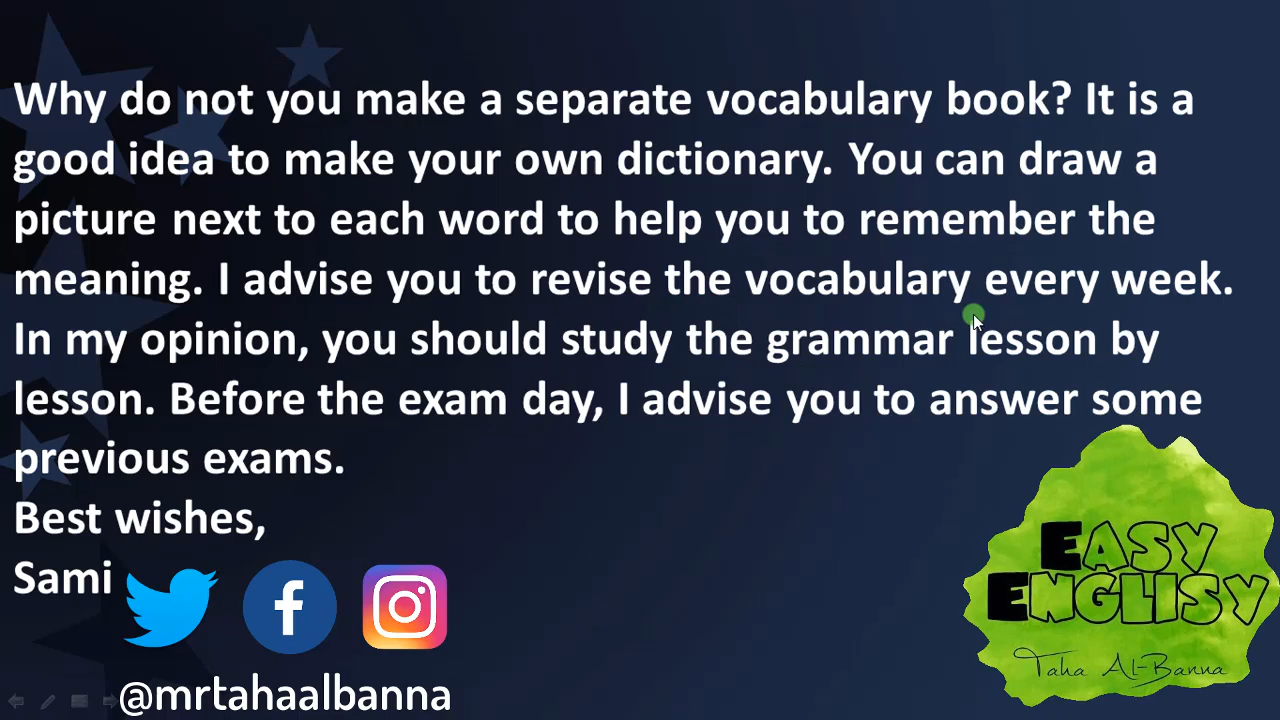 Why do not you make a separate vocabulary book? It is a
good idea to make your own dictionary. You can draw a
picture next to each word to help you to remember the
meaning. I advise you to revise the vocabulary every week.
In my opinion, you should study the grammar lesson by
lesson. Before the exam day, I advise you to answer some
previous exams.
Best wishes,
Sami
@mrtahaalbanna
EASY
ENGLISY
Taha Al-Banna